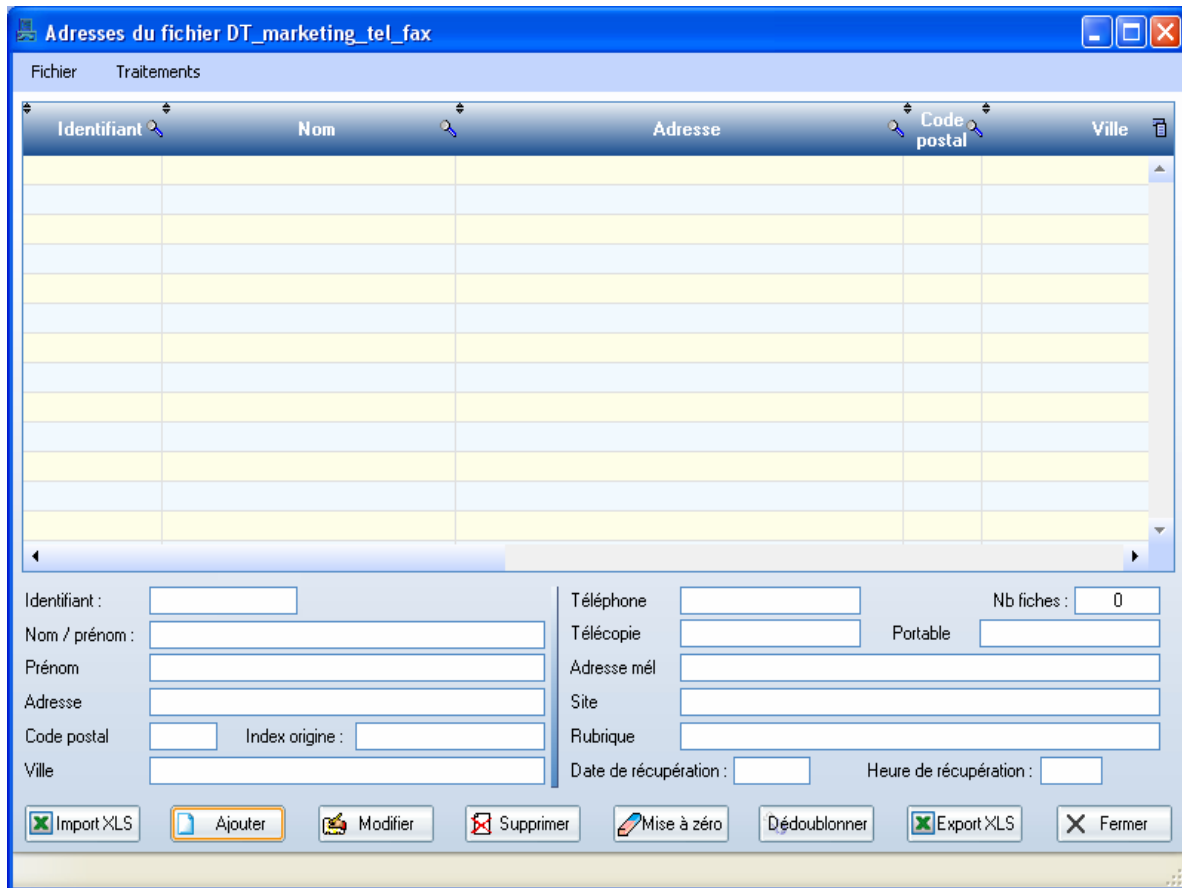 Adresses du fichier DT_marketing_tel_fax
Fichier Traitements
Identifiant Nom Adresse Code postal Ville
Identifiant :
Nom / prénom :
Prénom
Adresse
Code postal Index origine :
Ville
Téléphone Nb fiches : 0
Télécopie Portable
Adresse mél
Site
Rubrique
Date de récupération : Heure de récupération :
Import XLS Ajouter Modifier Supprimer Mise à zéro Dédoublonner Export XLS Fermer